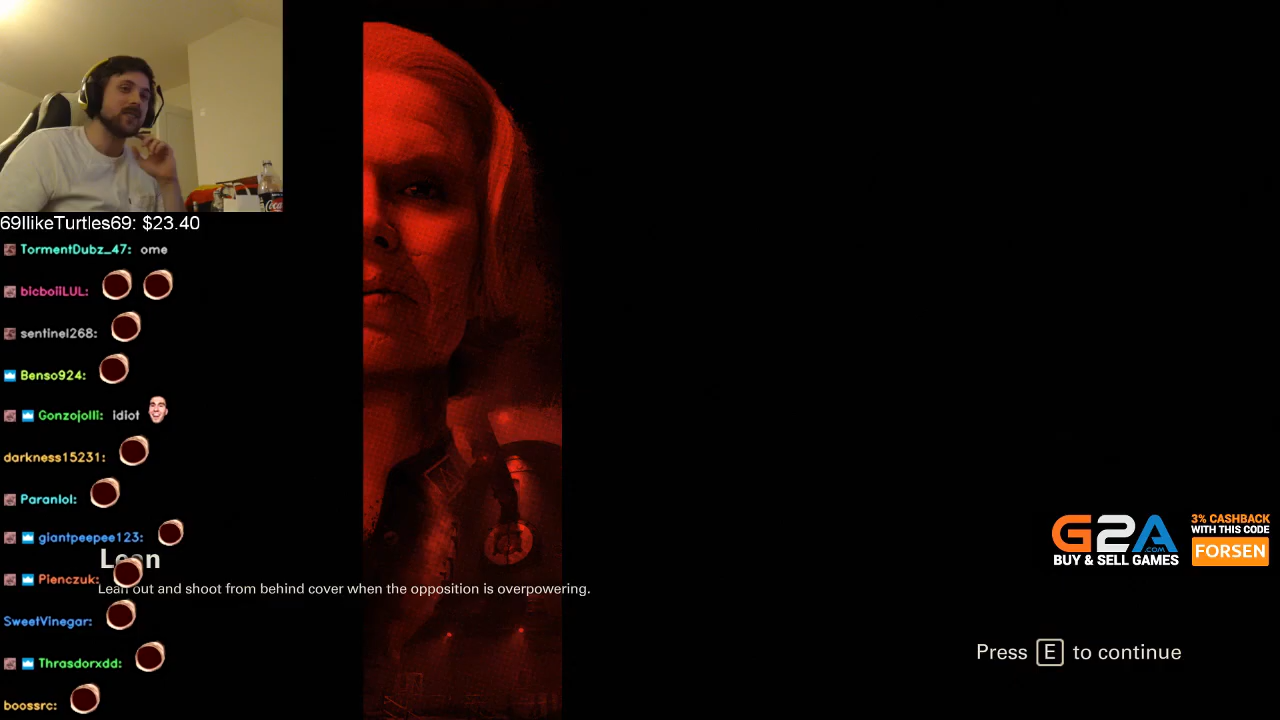 69IlikeTurtles69: $23.40
TormentDubz_47: ome
bicboiiLUL:
sentinel268:
Benso924:
Gonzojolli: idiot
darkness15231:
Paranlol:
giantpeepee123:
Lean
Plenczuk:
Lean out and shoot from behind cover when the opposition is overpowering.
SweetVinegar:
Thrasdorxdd:
boossrc:
G2A
.COM
BUY & SELL GAMES
3% CASHBACK
WITH THIS CODE
FORSEN
Press E to continue